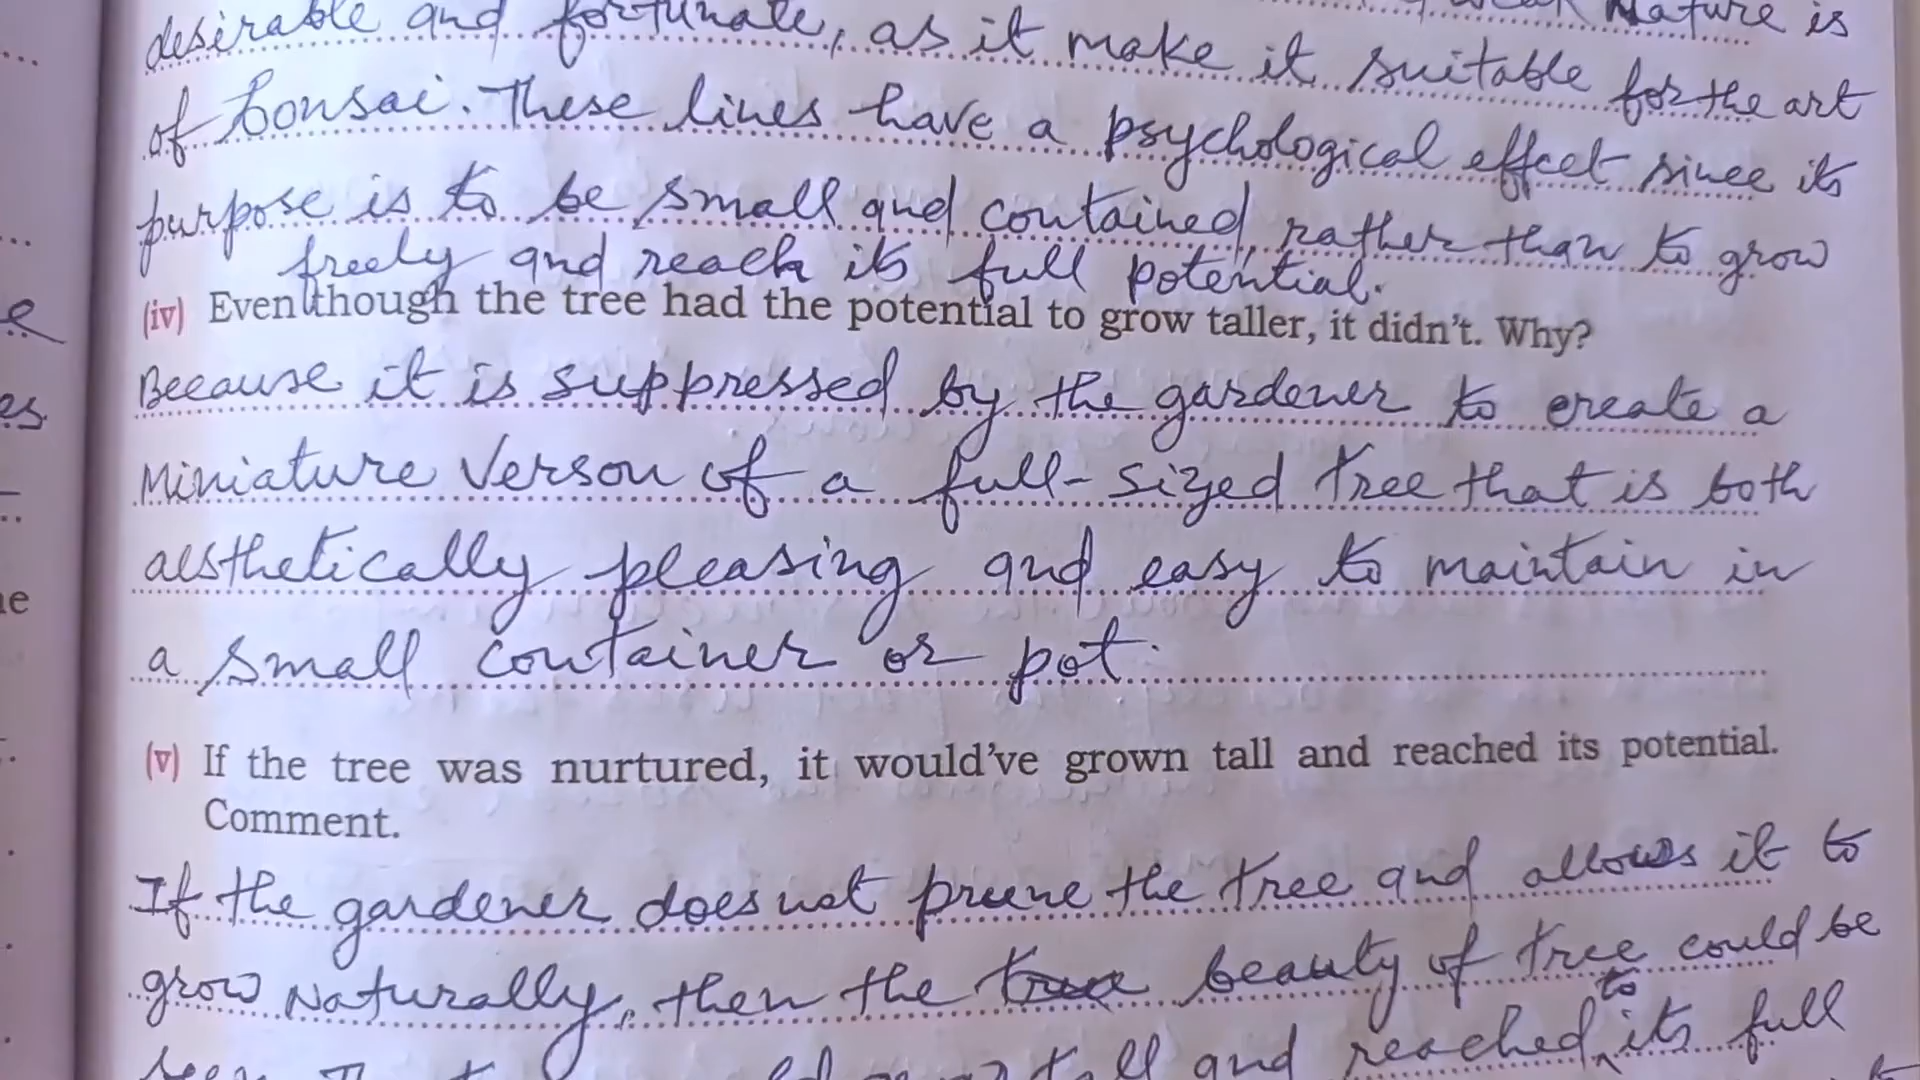 Nature is
desirable and fortunate, as it make it suitable for the art
of bonsai. These lines have a psychological effect since its
purpose is to be small and contained, rather than to grow
freely and reach its full potential.
(iv) Even though the tree had the potential to grow taller, it didn't. Why?
Because it is suppressed by the gardener to create a
Miniature Verson of a full-sized tree that is both
aesthetically pleasing and easy to maintain in
a small container or pot.
(v) If the tree was nurtured, it would've grown tall and reached its potential.
Comment.
If the gardener does not prune the tree and allows it to
grow Naturally, then the beauty of tree could be
tall and reached to its full